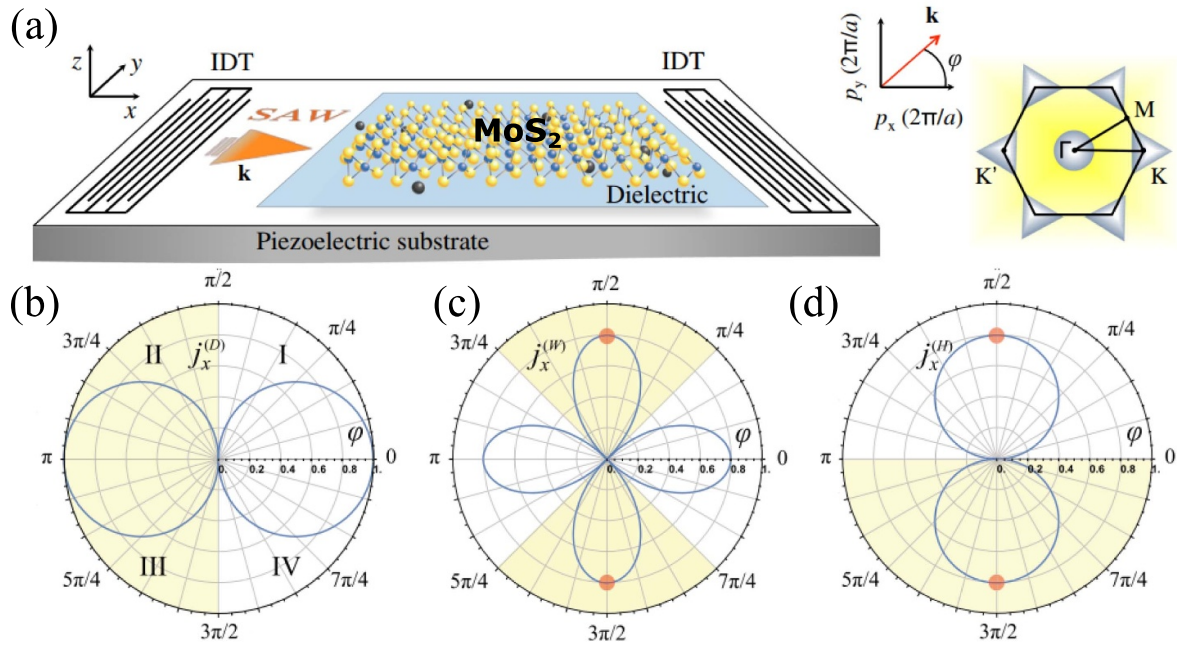 (a)
z
y
x
IDT
SAW
k
MoS2
IDT
Dielectric
Piezoelectric substrate
k
φ
py (2π/a)
px (2π/a)
M
Γ
K'
K
(b)
π/2
3π/4
π/4
II
jx(D)
I
φ
π
0. 0.2 0.4 0.6 0.8 1.
0
III
IV
5π/4
7π/4
3π/2
(c)
π/2
3π/4
π/4
jx(W)
φ
π
0. 0.2 0.4 0.6 0.8 1.
0
5π/4
7π/4
3π/2
(d)
π/2
3π/4
π/4
jx(H)
φ
π
0. 0.2 0.4 0.6 0.8 1.
0
5π/4
7π/4
3π/2